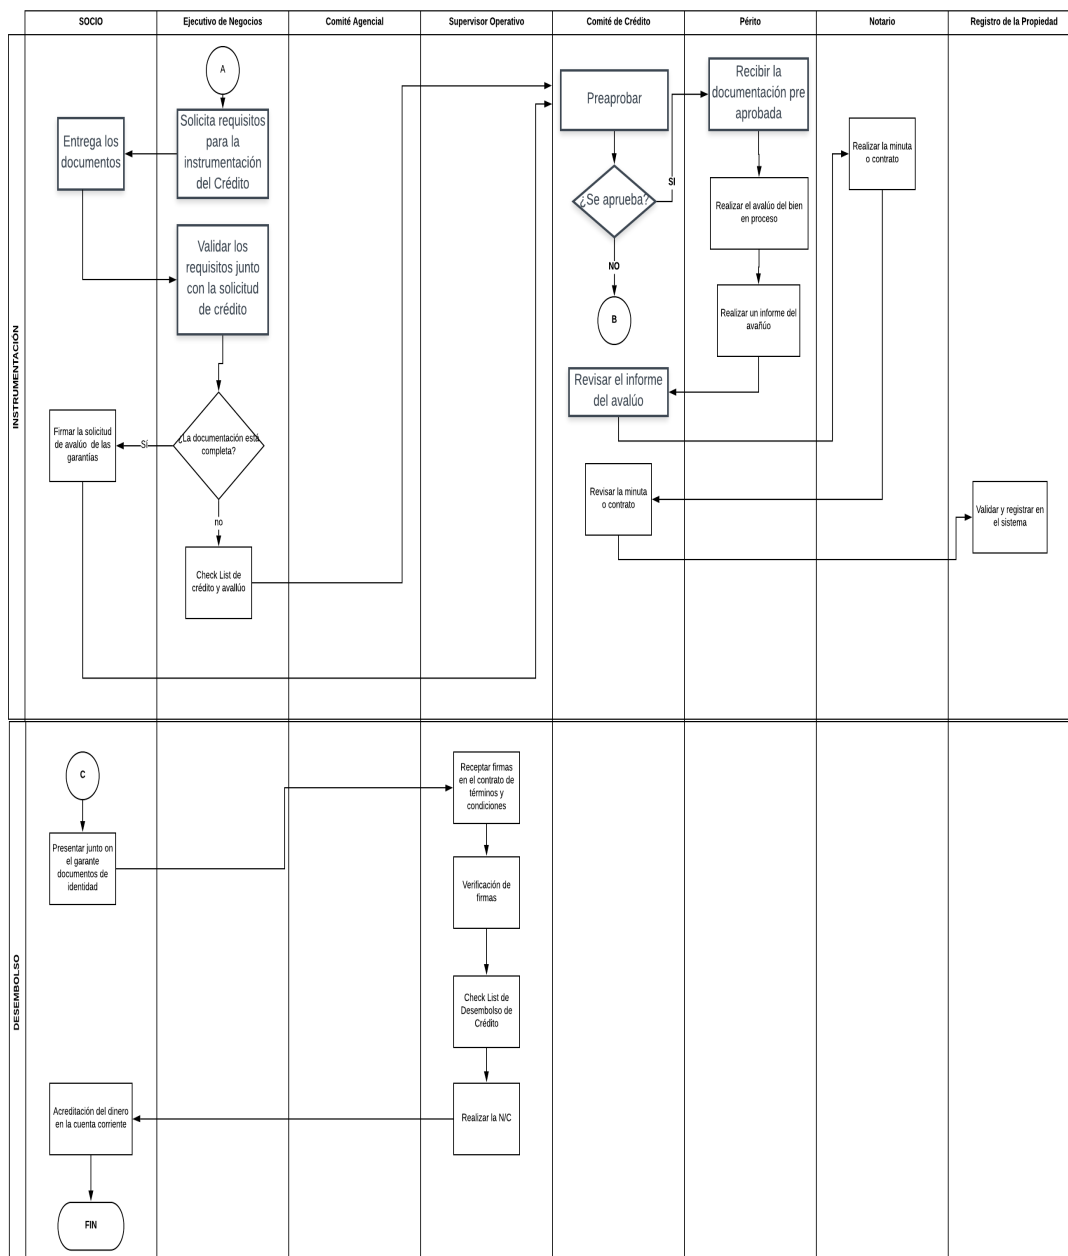 SOCIO
Ejecutivo de Negocios
Comité Agencial
Supervisor Operativo
Comité de Crédito
Périto
Notario
Registro de la Propiedad
INSTRUMENTACIÓN
A
Solicita requisitos
para la
instrumentación
del Crédito
Entrega los
documentos
Validar los
requisitos junto
con la solicitud
de crédito
¿La documentación está
completa?
Sí
Firmar la solicitud
de avalúo de las
garantías
no
Check List de
crédito y avallúo
Preaprobar
¿Se aprueba?
SI
NO
B
Recibir la
documentación pre
aprobada
Realizar el avalúo del bien
en proceso
Realizar un informe del
avañúo
Revisar el informe
del avalúo
Realizar la minuta
o contrato
Revisar la minuta
o contrato
Validar y registrar en
el sistema
DESEMBOLSO
C
Presentar junto on
el garante
documentos de
identidad
Receptar firmas
en el contrato de
términos y
condiciones
Verificación de
firmas
Check List de
Desembolso de
Crédito
Realizar la N/C
Acreditación del dinero
en la cuenta corriente
FIN